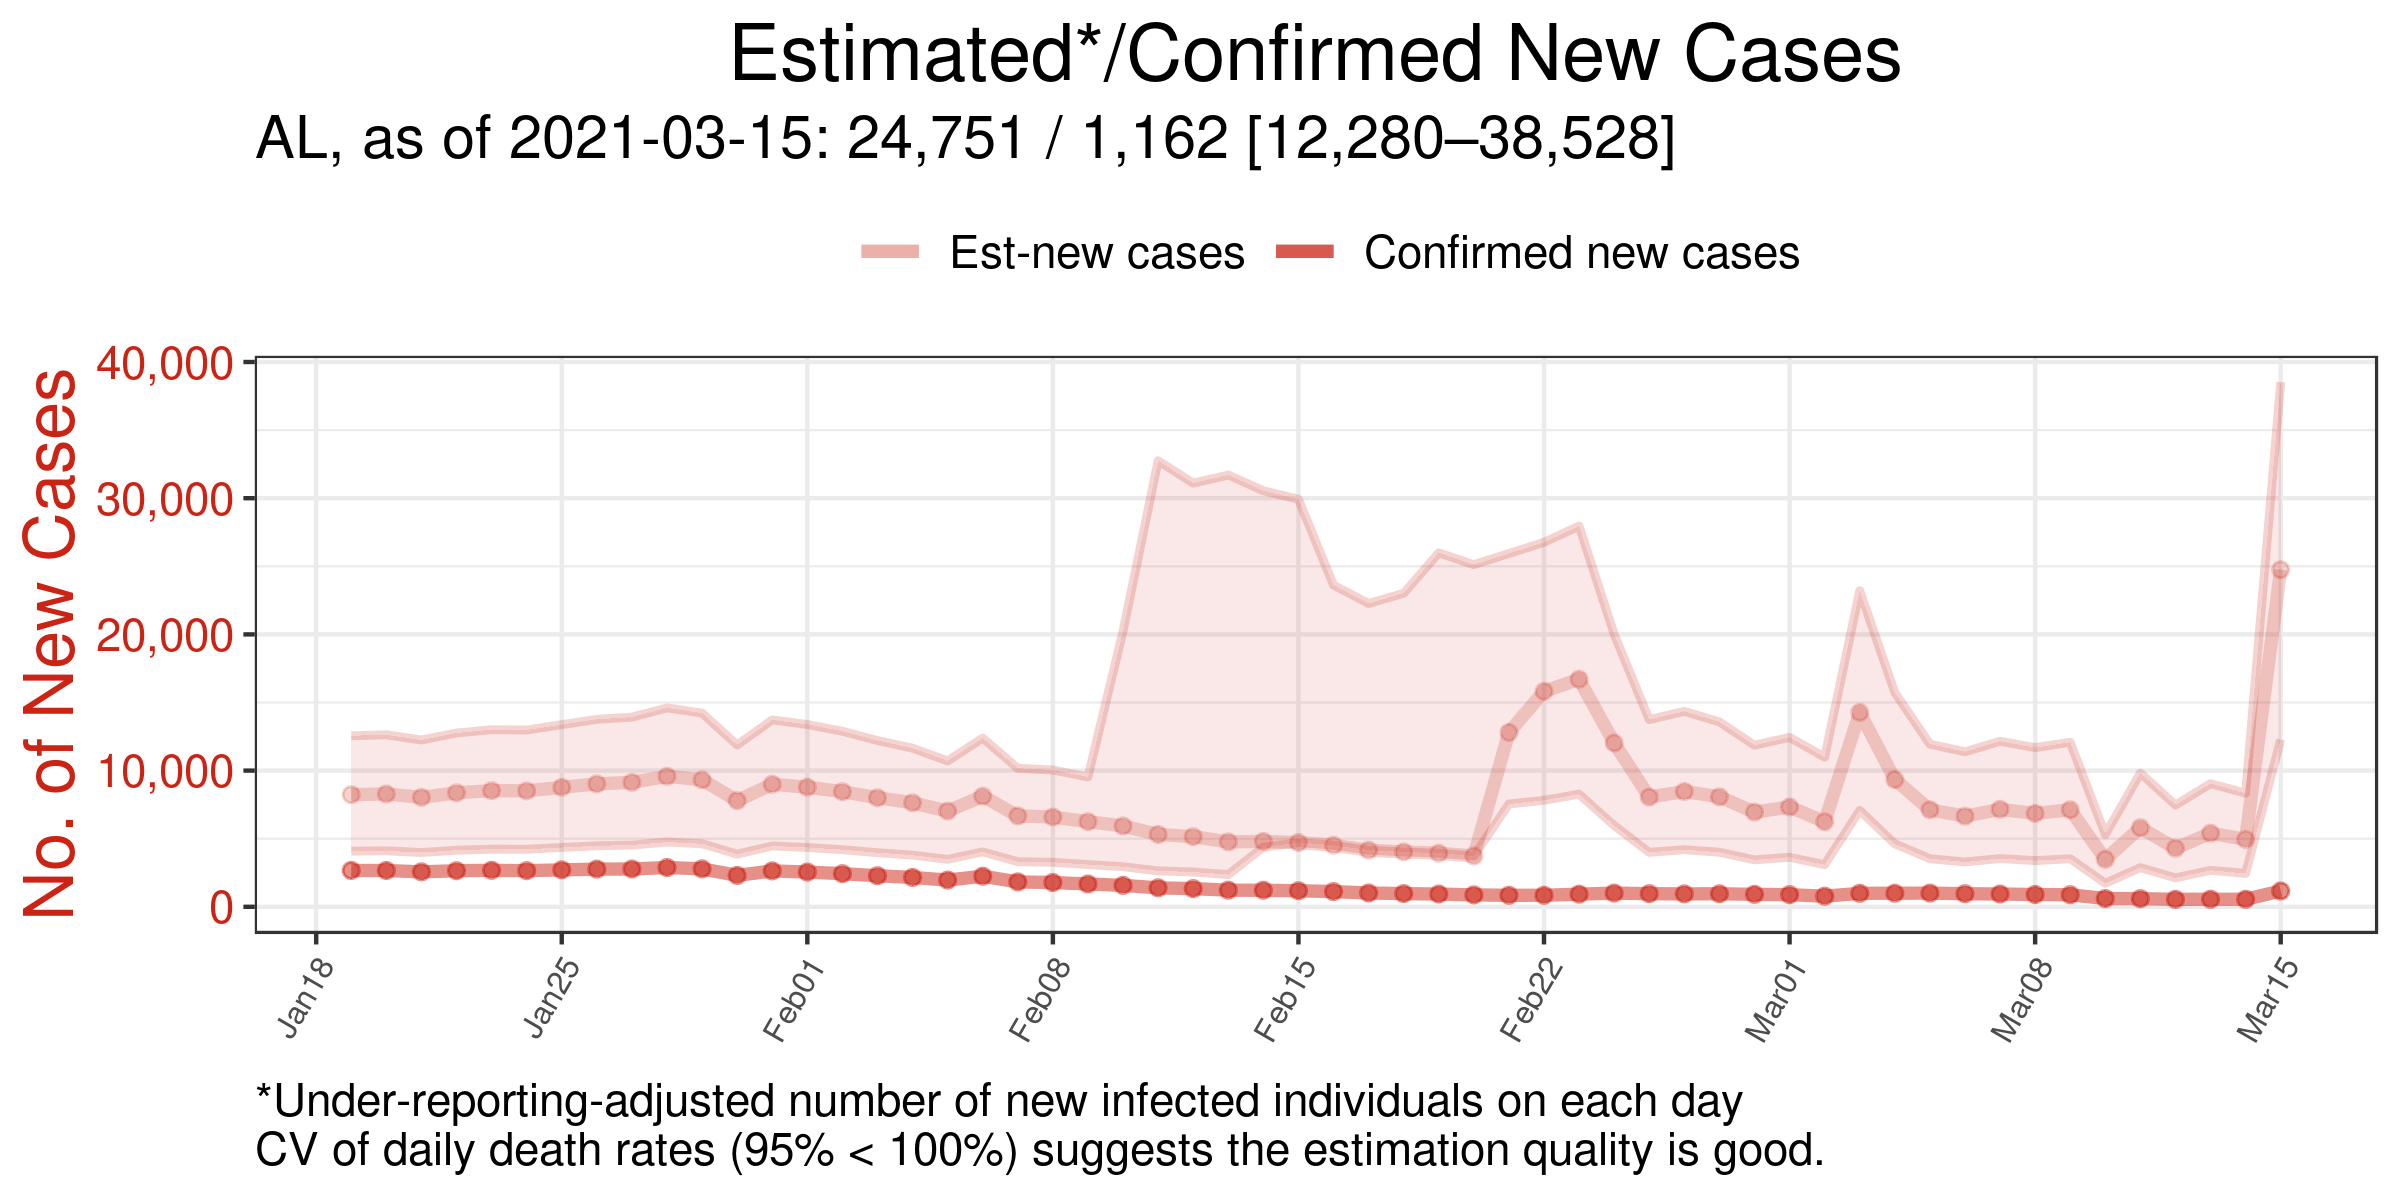 Estimated*/Confirmed New Cases
AL, as of 2021-03-15: 24,751 / 1,162 [12,280–38,528]
Est-new cases
Confirmed new cases
No. of New Cases
40,000
30,000
20,000
10,000
0
Jan18
Jan25
Feb01
Feb08
Feb15
Feb22
Mar01
Mar08
Mar15
*Under-reporting-adjusted number of new infected individuals on each day
CV of daily death rates (95% < 100%) suggests the estimation quality is good.